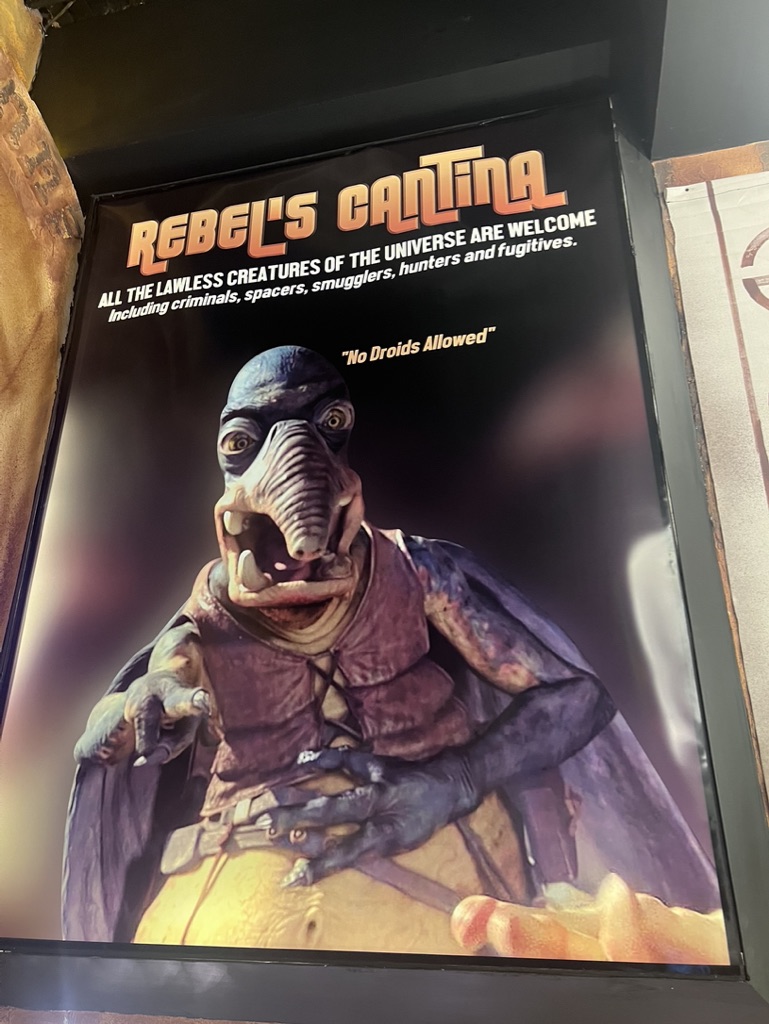 REBEL'S CANTINA
ALL THE LAWLESS CREATURES OF THE UNIVERSE ARE WELCOME
Including criminals, spacers, smugglers, hunters and fugitives.
"No Droids Allowed"